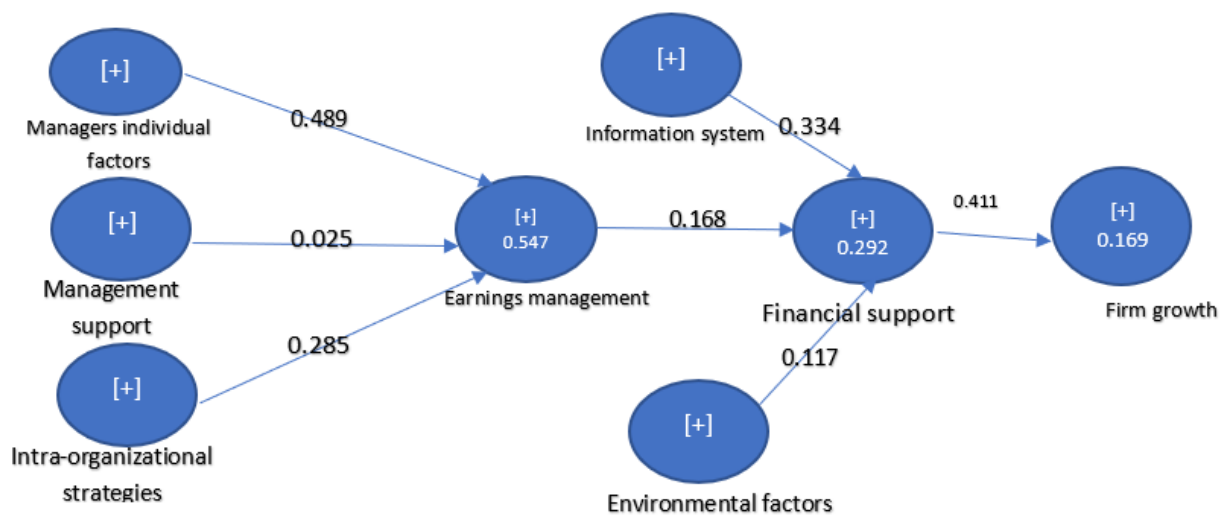 [+]
Managers individual
factors
0.489
[+]
Management
support
0.025
[+]
Intra-organizational
strategies
0.285
[+]
0.547
Earnings management
0.168
[+]
Information system
0.334
[+]
0.292
Financial support
0.117
[+]
Environmental factors
0.411
[+]
0.169
Firm growth